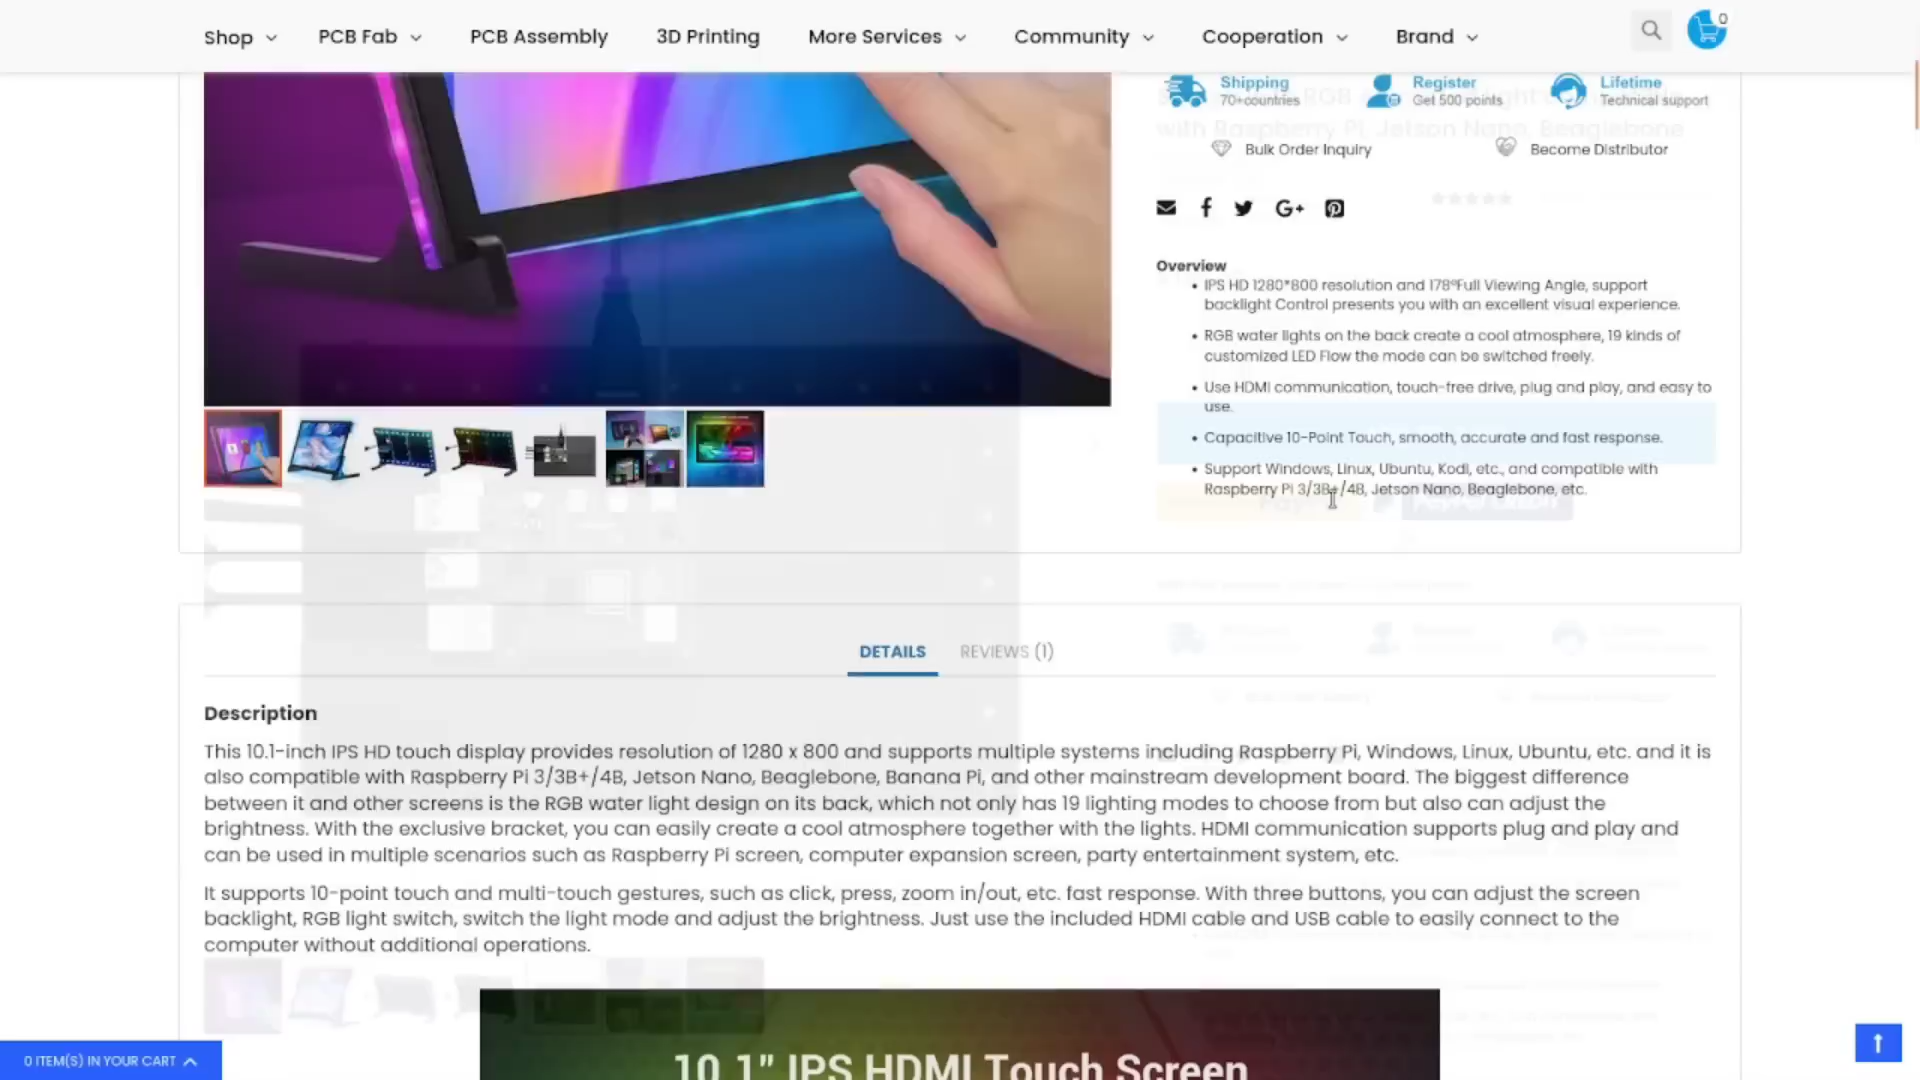 Shop PCB Fab PCB Assembly 3D Printing More Services Community Cooperation Brand 0
Shipping
70+countries
Register
Get 500 points
Lifetime
Technical support
with Raspberry Pi, Jetson Nano, Beaglebone
Bulk Order Inquiry Become Distributor
Overview
• IPS HD 1280*800 resolution and 178°Full Viewing Angle, support
backlight Control presents you with an excellent visual experience.
• RGB water lights on the back create a cool atmosphere, 19 kinds of
customized LED Flow the mode can be switched freely.
• Use HDMI communication, touch-free drive, plug and play, and easy to
use.
• Capacitive 10-Point Touch, smooth, accurate and fast response.
• Support Windows, Linux, Ubuntu, Kodi, etc., and compatible with
Raspberry Pi 3/3B+/4B, Jetson Nano, Beaglebone, etc.
DETAILS REVIEWS (1)
Description
This 10.1-inch IPS HD touch display provides resolution of 1280 x 800 and supports multiple systems including Raspberry Pi, Windows, Linux, Ubuntu, etc. and it is
also compatible with Raspberry Pi 3/3B+/4B, Jetson Nano, Beaglebone, Banana Pi, and other mainstream development board. The biggest difference
between it and other screens is the RGB water light design on its back, which not only has 19 lighting modes to choose from but also can adjust the
brightness. With the exclusive bracket, you can easily create a cool atmosphere together with the lights. HDMI communication supports plug and play and
can be used in multiple scenarios such as Raspberry Pi screen, computer expansion screen, party entertainment system, etc.
It supports 10-point touch and multi-touch gestures, such as click, press, zoom in/out, etc. fast response. With three buttons, you can adjust the screen
backlight, RGB light switch, switch the light mode and adjust the brightness. Just use the included HDMI cable and USB cable to easily connect to the
computer without additional operations.
10.1" IPS HDMI Touch Screen
0 ITEM(S) IN YOUR CART